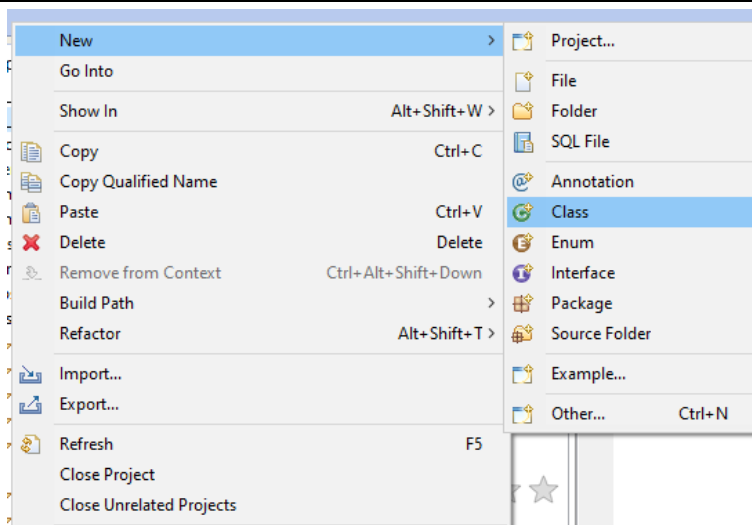 New
Go Into
Show In Alt+Shift+W
Copy Ctrl+C
Copy Qualified Name
Paste Ctrl+V
Delete Delete
Remove from Context Ctrl+Alt+Shift+Down
Build Path
Refactor Alt+Shift+T
Import...
Export...
Refresh F5
Close Project
Close Unrelated Projects
Project...
File
Folder
SQL File
Annotation
Class
Enum
Interface
Package
Source Folder
Example...
Other... Ctrl+N